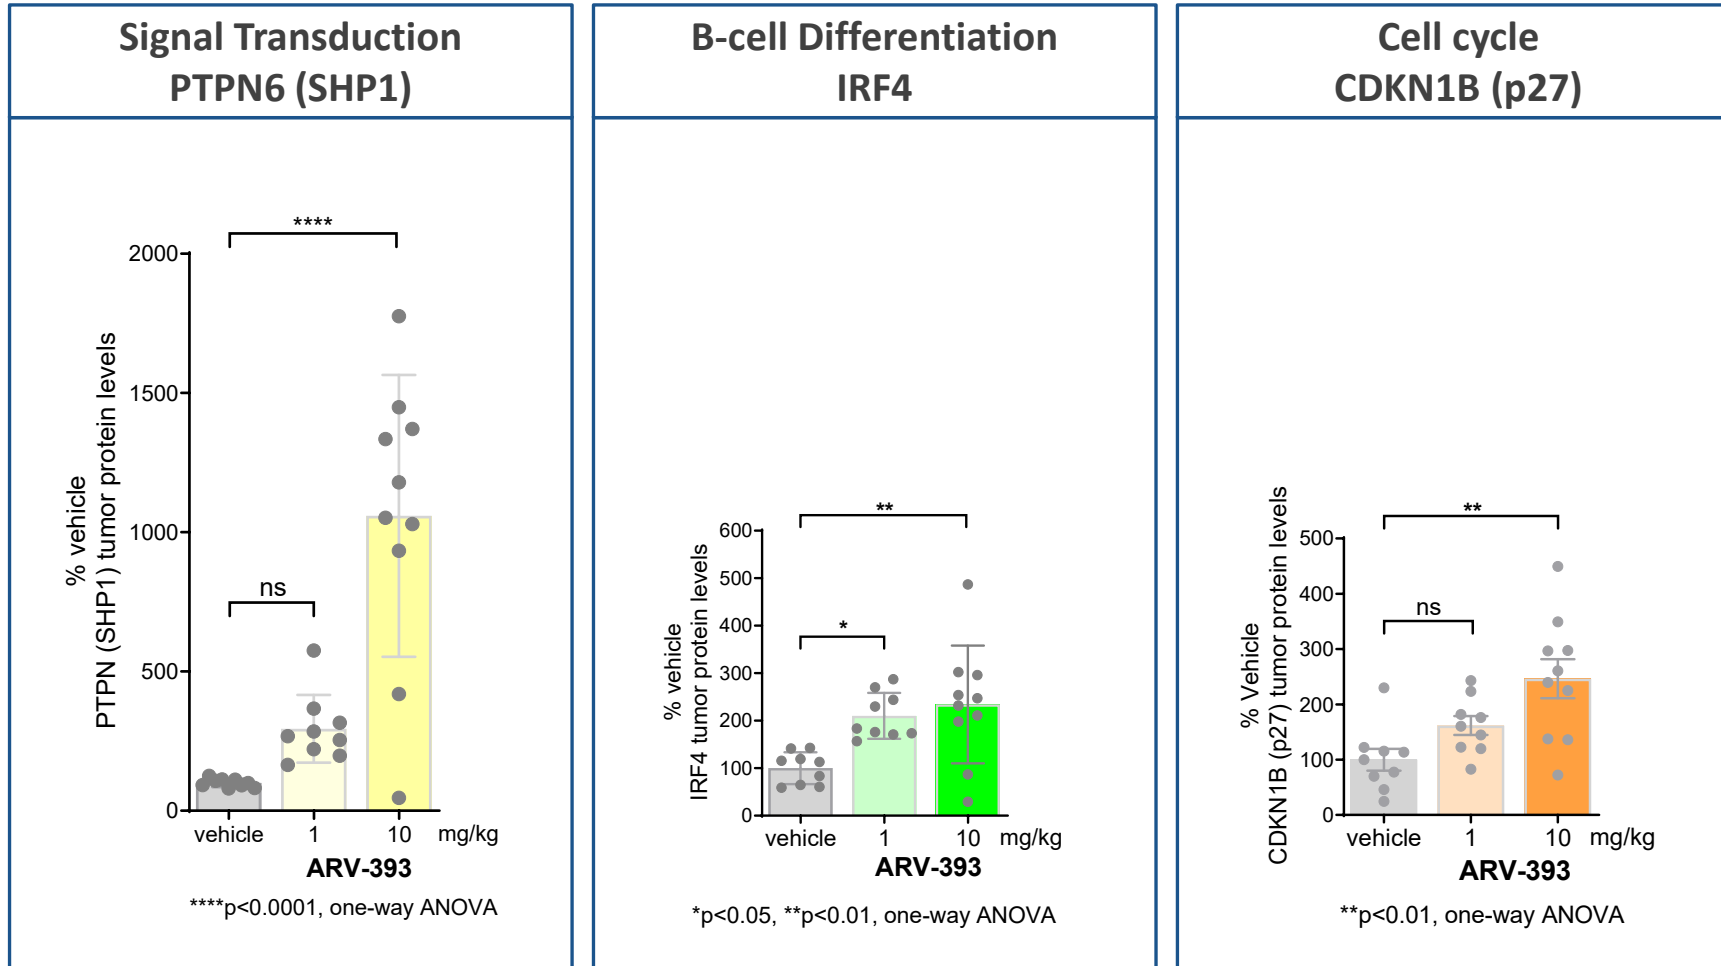 Signal Transduction
PTPN6 (SHP1)
% vehicle
PTPN (SHP1) tumor protein levels
2000
1500
1000
500
0
****
ns
vehicle
1
10
mg/kg
ARV-393
****p<0.0001, one-way ANOVA
B-cell Differentiation
IRF4
% vehicle
IRF4 tumor protein levels
600
500
400
300
200
100
0
**
*
vehicle
1
10
mg/kg
ARV-393
*p<0.05, **p<0.01, one-way ANOVA
Cell cycle
CDKN1B (p27)
% Vehicle
CDKN1B (p27) tumor protein levels
500
400
300
200
100
0
**
ns
vehicle
1
10
mg/kg
ARV-393
**p<0.01, one-way ANOVA